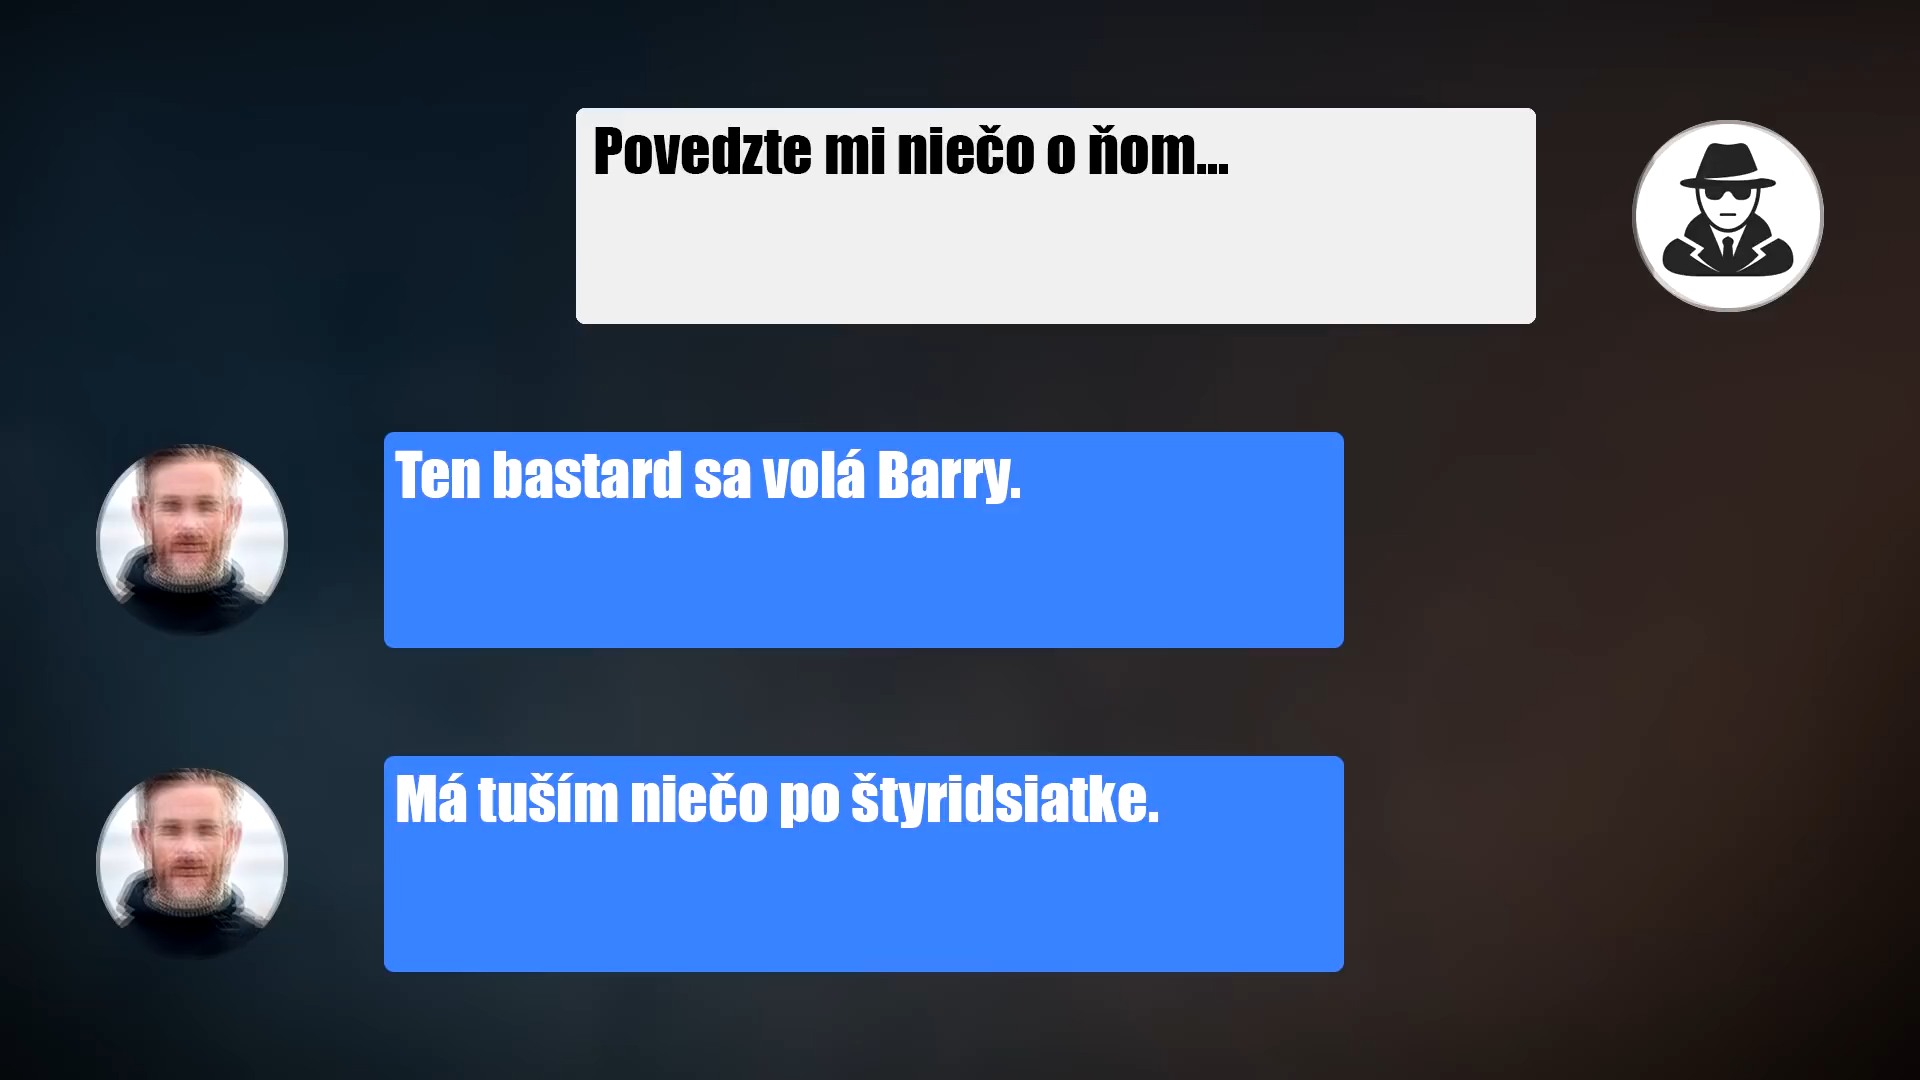 Povedzte mi niečo o ňom...
Ten bastard sa volá Barry.
Má tuším niečo po štyridsiatke.